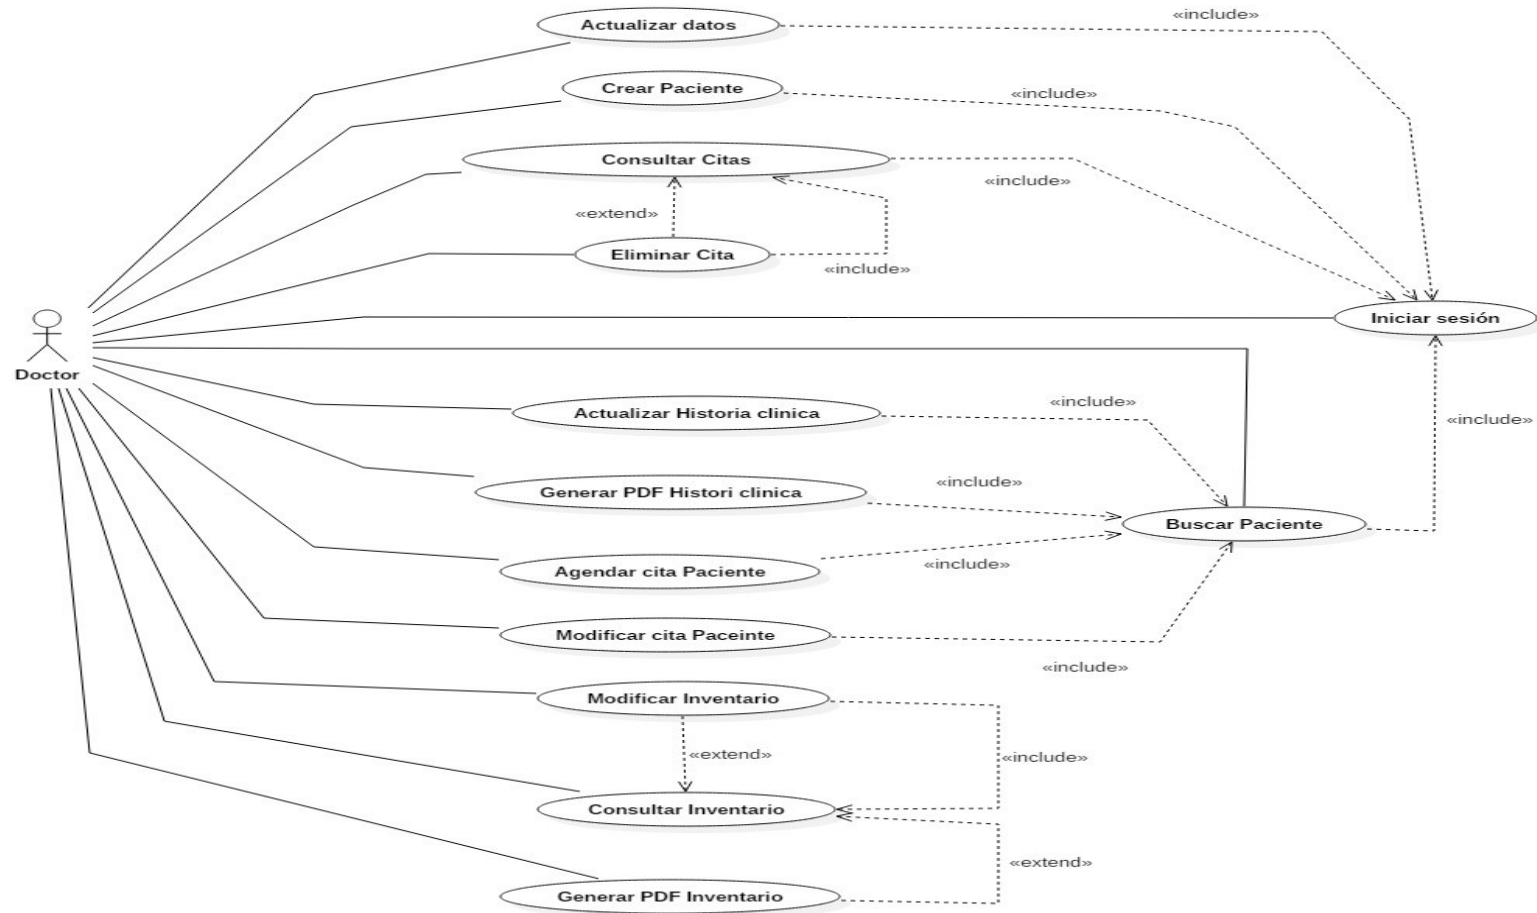 Actualizar datos
«include»
Crear Paciente
«include»
Consultar Citas
«include»
«extend»
Eliminar Cita
«include»
Iniciar sesión
Doctor
Actualizar Historia clinica
«include»
«include»
Generar PDF Histori clinica
«include»
Buscar Paciente
Agendar cita Paciente
«include»
Modificar cita Paceinte
«include»
Modificar Inventario
«extend»
«include»
Consultar Inventario
«extend»
Generar PDF Inventario